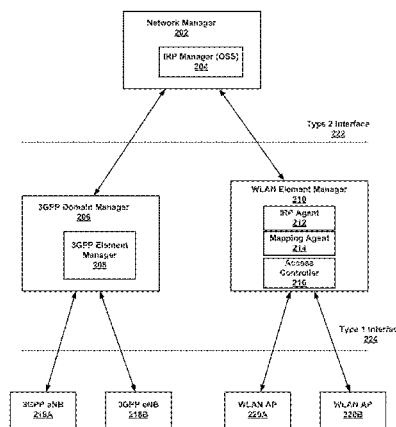 Network Manager
202
IRP Manager (OSS)
204
Type 2 Interface
222
3GPP Domain Manager
206
3GPP Element
Manager
208
WLAN Element Manager
210
IRP Agent
212
Mapping Agent
214
Access
Controller
216
Type 1 Interfac
224
3GPP eNB
218A
3GPP eNB
218B
WLAN AP
220A
WLAN AP
220B